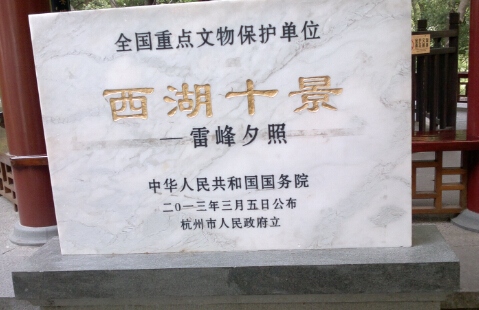 全国重点文物保护单位
西湖十景
—雷峰夕照
中华人民共和国国务院
二〇一三年三月五日公布
杭州市人民政府立